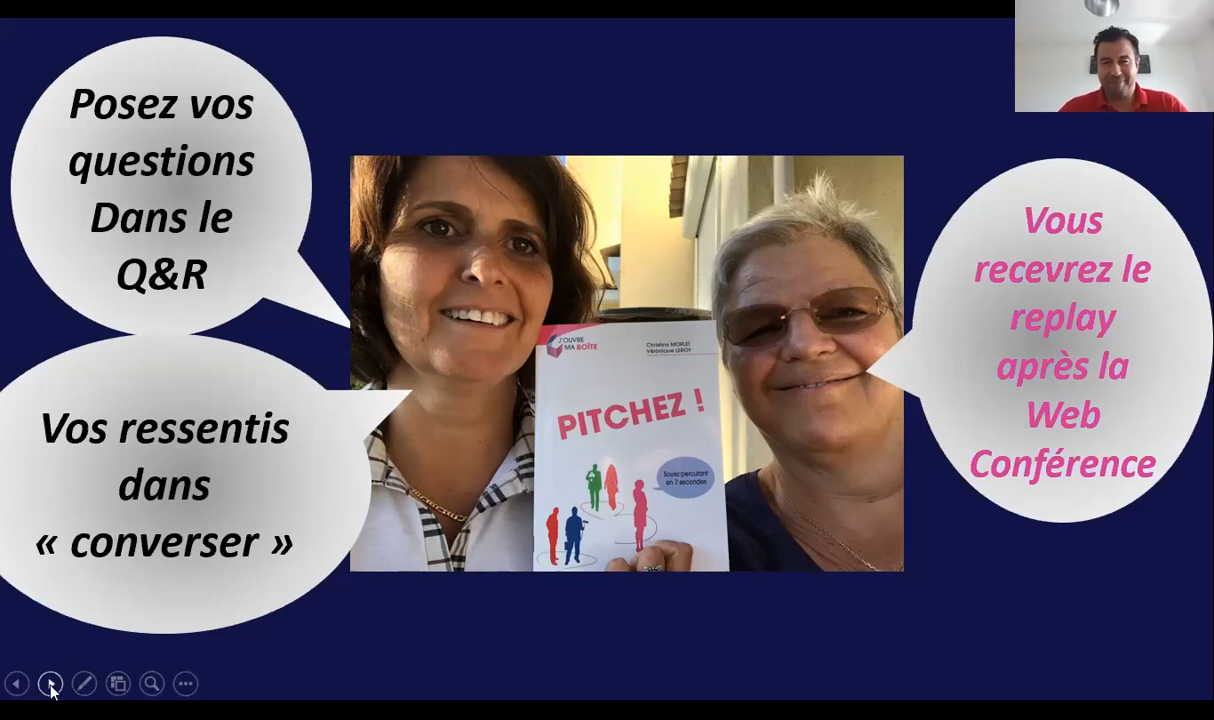 Posez vos
questions
Dans le
Q&R
Vos ressentis
dans
« converser »
J'OUVRE
MA BOÎTE
Christine MORLET
Véronique LEROY
PITCHEZ !
Soyez percutant
en 7 secondes
Vous
recevrez le
replay
après la
Web
Conférence